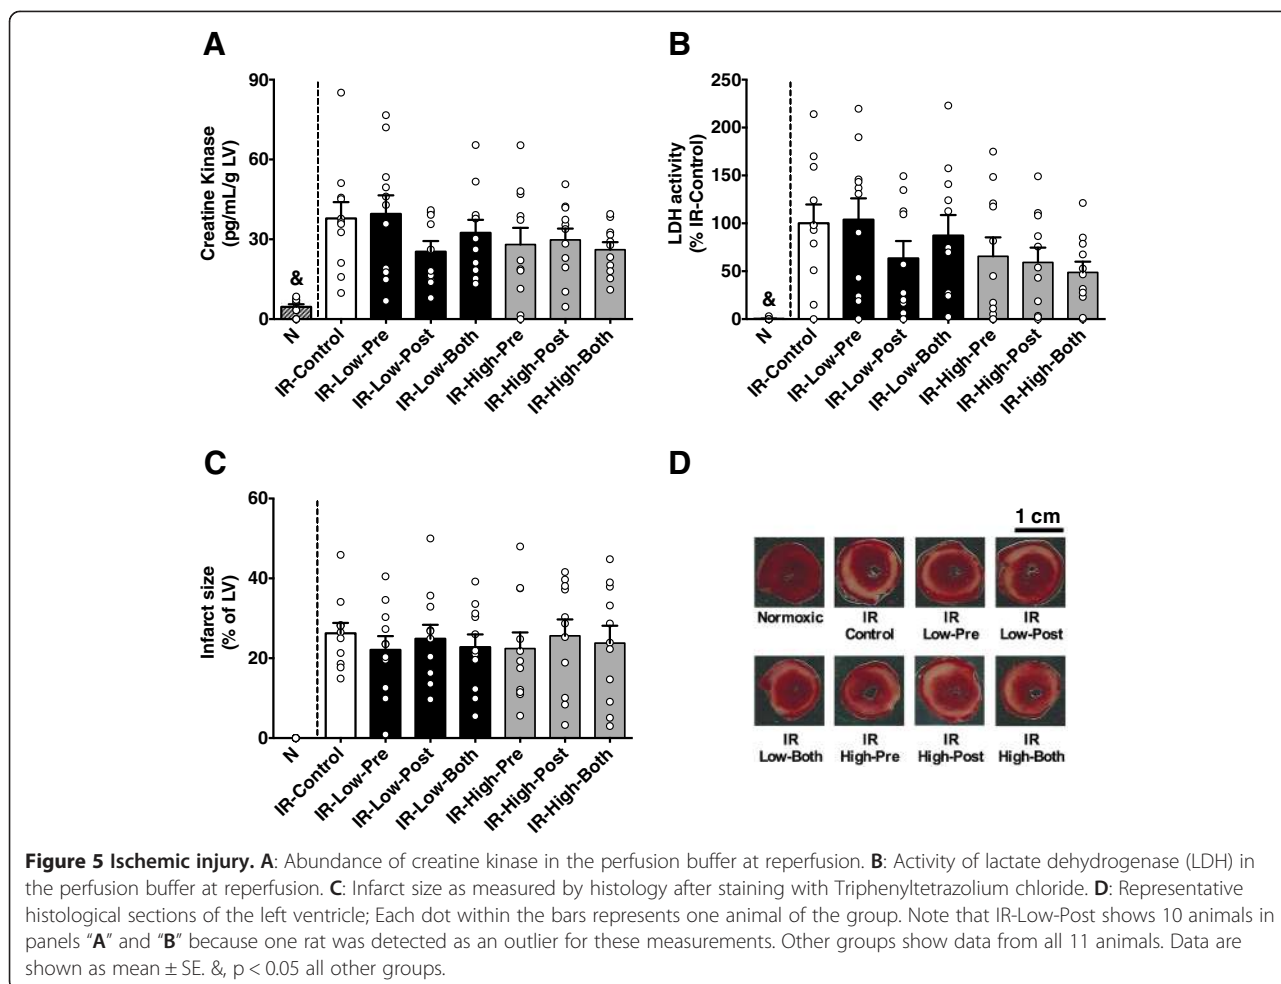 A
B
90
60
30
0
Creatine Kinase
(pg/mL/g LV)
&
N
IR-Control
IR-Low-Pre
IR-Low-Post
IR-Low-Both
IR-High-Pre
IR-High-Post
IR-High-Both
250
200
150
100
50
0
LDH activity
(% IR-Control)
&
N
IR-Control
IR-Low-Pre
IR-Low-Post
IR-Low-Both
IR-High-Pre
IR-High-Post
IR-High-Both
C
D
60
40
20
0
Infarct size
(% of LV)
N
IR-Control
IR-Low-Pre
IR-Low-Post
IR-Low-Both
IR-High-Pre
IR-High-Post
IR-High-Both
1 cm
Normoxic
IR
Control
IR
Low-Pre
IR
Low-Post
IR
Low-Both
IR
High-Pre
IR
High-Post
IR
High-Both
Figure 5 Ischemic injury. A: Abundance of creatine kinase in the perfusion buffer at reperfusion. B: Activity of lactate dehydrogenase (LDH) in
the perfusion buffer at reperfusion. C: Infarct size as measured by histology after staining with Triphenyltetrazolium chloride. D: Representative
histological sections of the left ventricle; Each dot within the bars represents one animal of the group. Note that IR-Low-Post shows 10 animals in
panels “A” and “B” because one rat was detected as an outlier for these measurements. Other groups show data from all 11 animals. Data are
shown as mean ± SE. &, p < 0.05 all other groups.